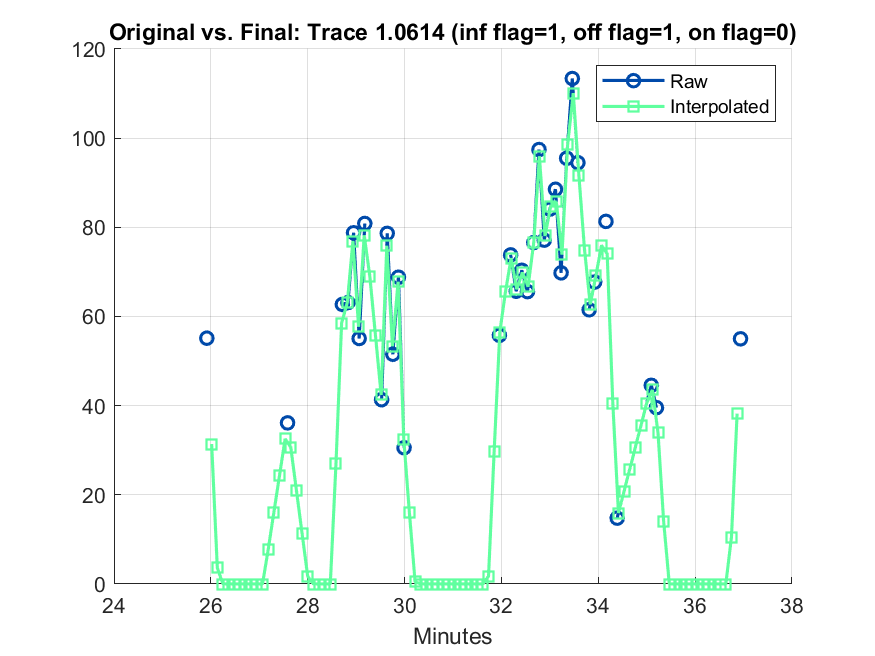 Original vs. Final: Trace 1.0614 (inf flag=1, off flag=1, on flag=0)
120
100
80
60
40
20
0
Raw
Interpolated
24 26 28 30 32 34 36 38
Minutes